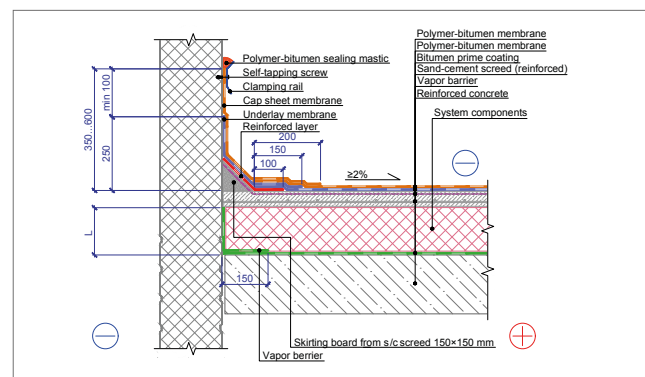 Polymer-bitumen membrane
Polymer-bitumen membrane
Bitumen prime coating
Sand-cement screed (reinforced)
Vapor barrier
Reinforced concrete
System components
Polymer-bitumen sealing mastic
Self-tapping screw
Clamping rail
Cap sheet membrane
Underlay membrane
Reinforced layer
200
150
100
≥2%
350...600
min 100
250
L
150
Skirting board from s/c screed 150×150 mm
Vapor berrier